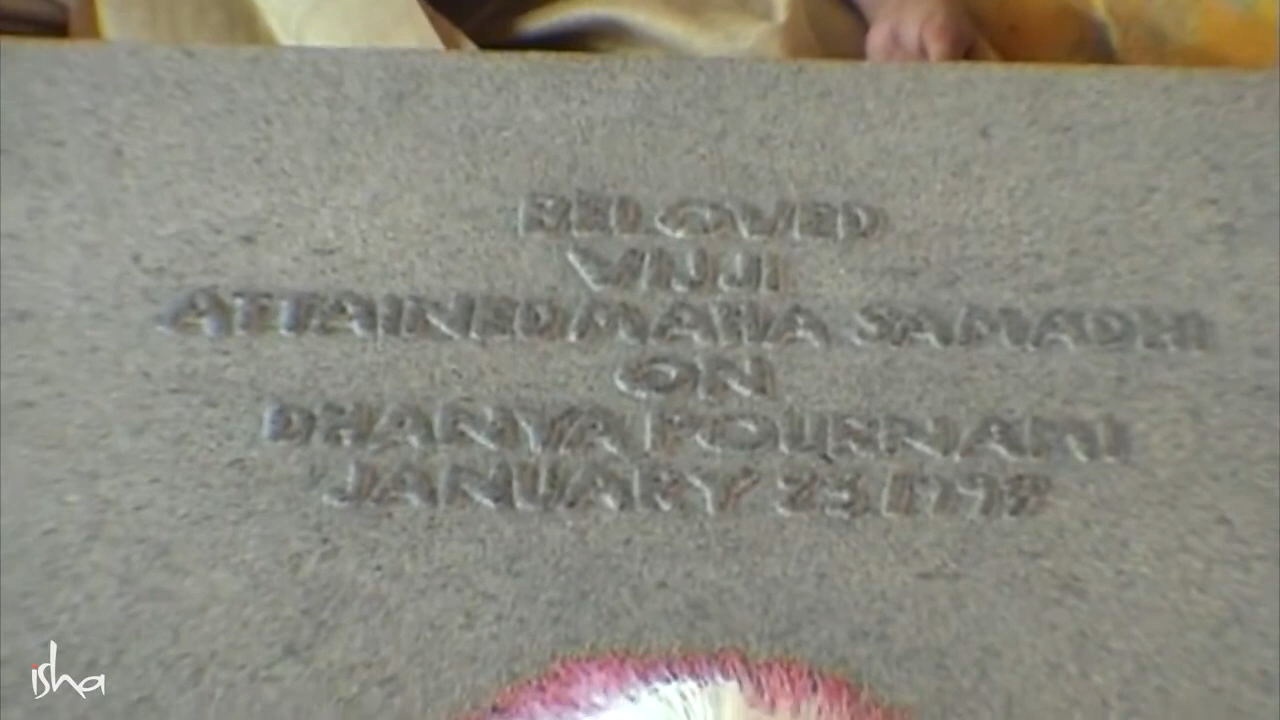 BELOVED
VIJJI
ATTAINED MAHA SAMADHI
ON
DHANYA POURNAMI
JANUARY 23 1997
isha